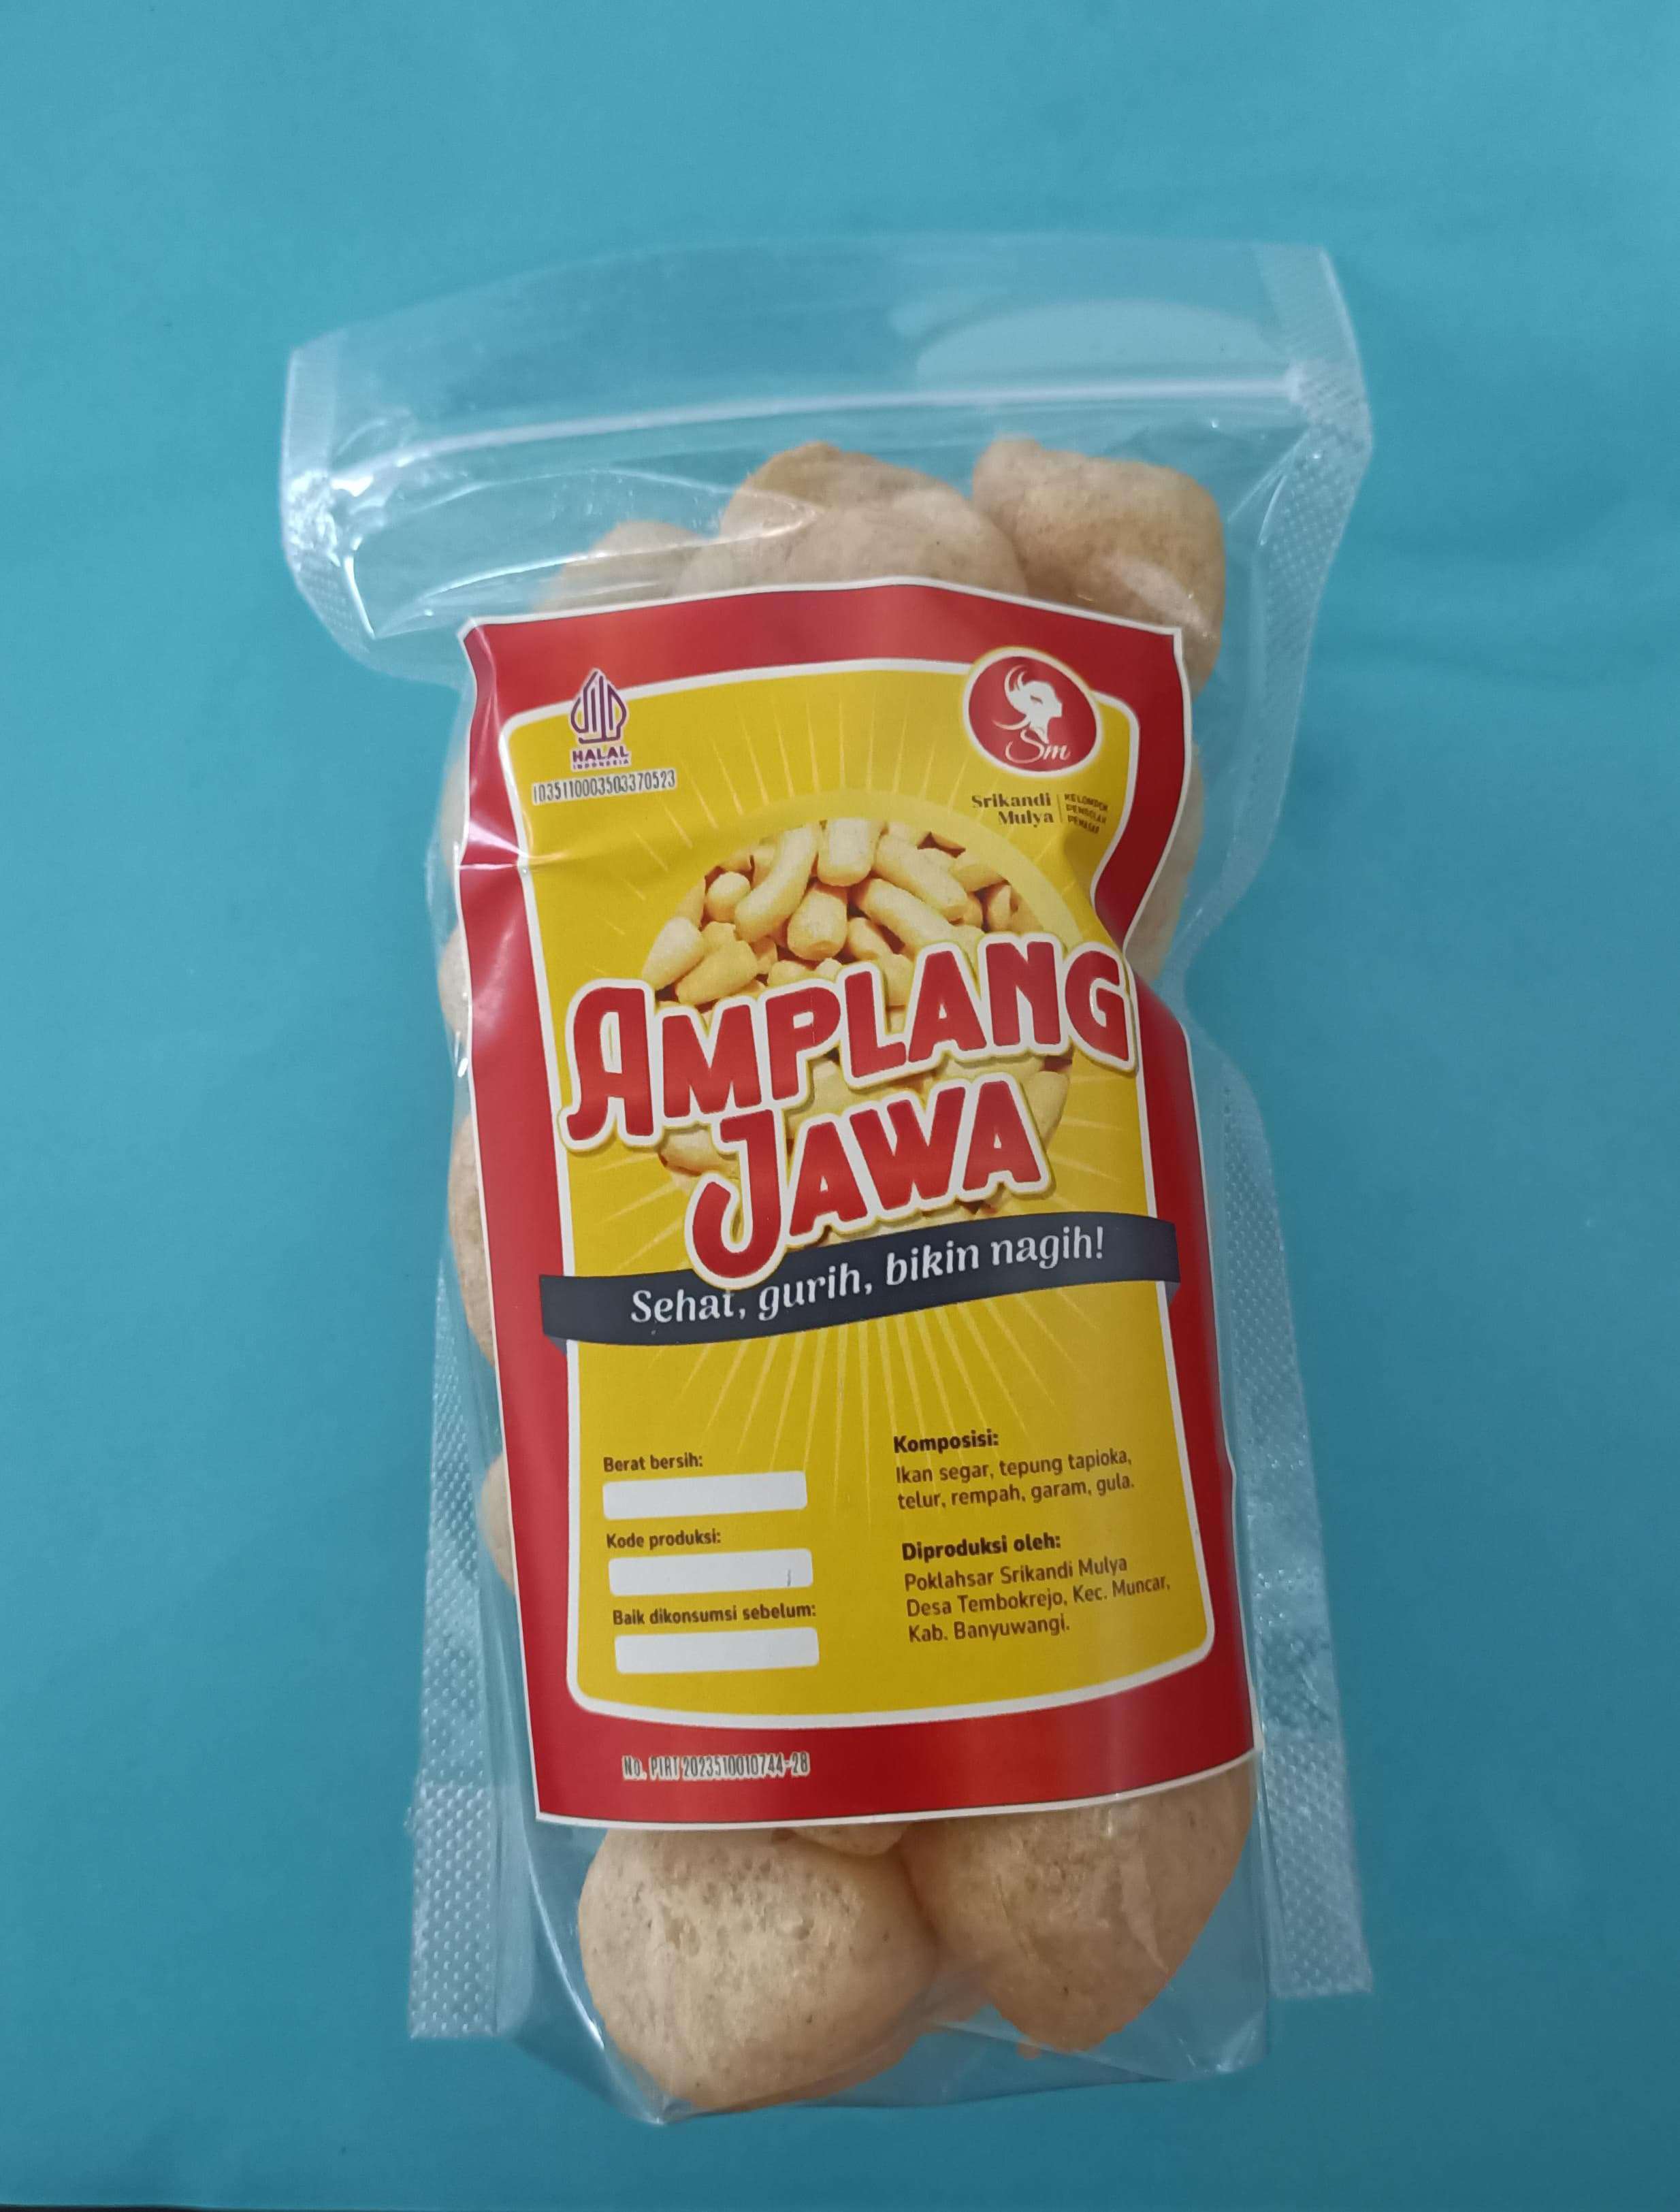 HALAL
INDONESIA
ID35110003503370523
Sm
Srikandi
Mulya
KELOMPOK
PENGOLAH
PEMASAR
AMPLANG
JAWA
Sehat, gurih, bikin nagih!
Berat bersih:
Kode produksi:
Baik dikonsumsi sebelum:
Komposisi:
Ikan segar, tepung tapioka,
telur, rempah, garam, gula.
Diproduksi oleh:
Poklahsar Srikandi Mulya
Desa Tembokrejo, Kec. Muncar,
Kab. Banyuwangi.
No. PIRT 2023510010744-28